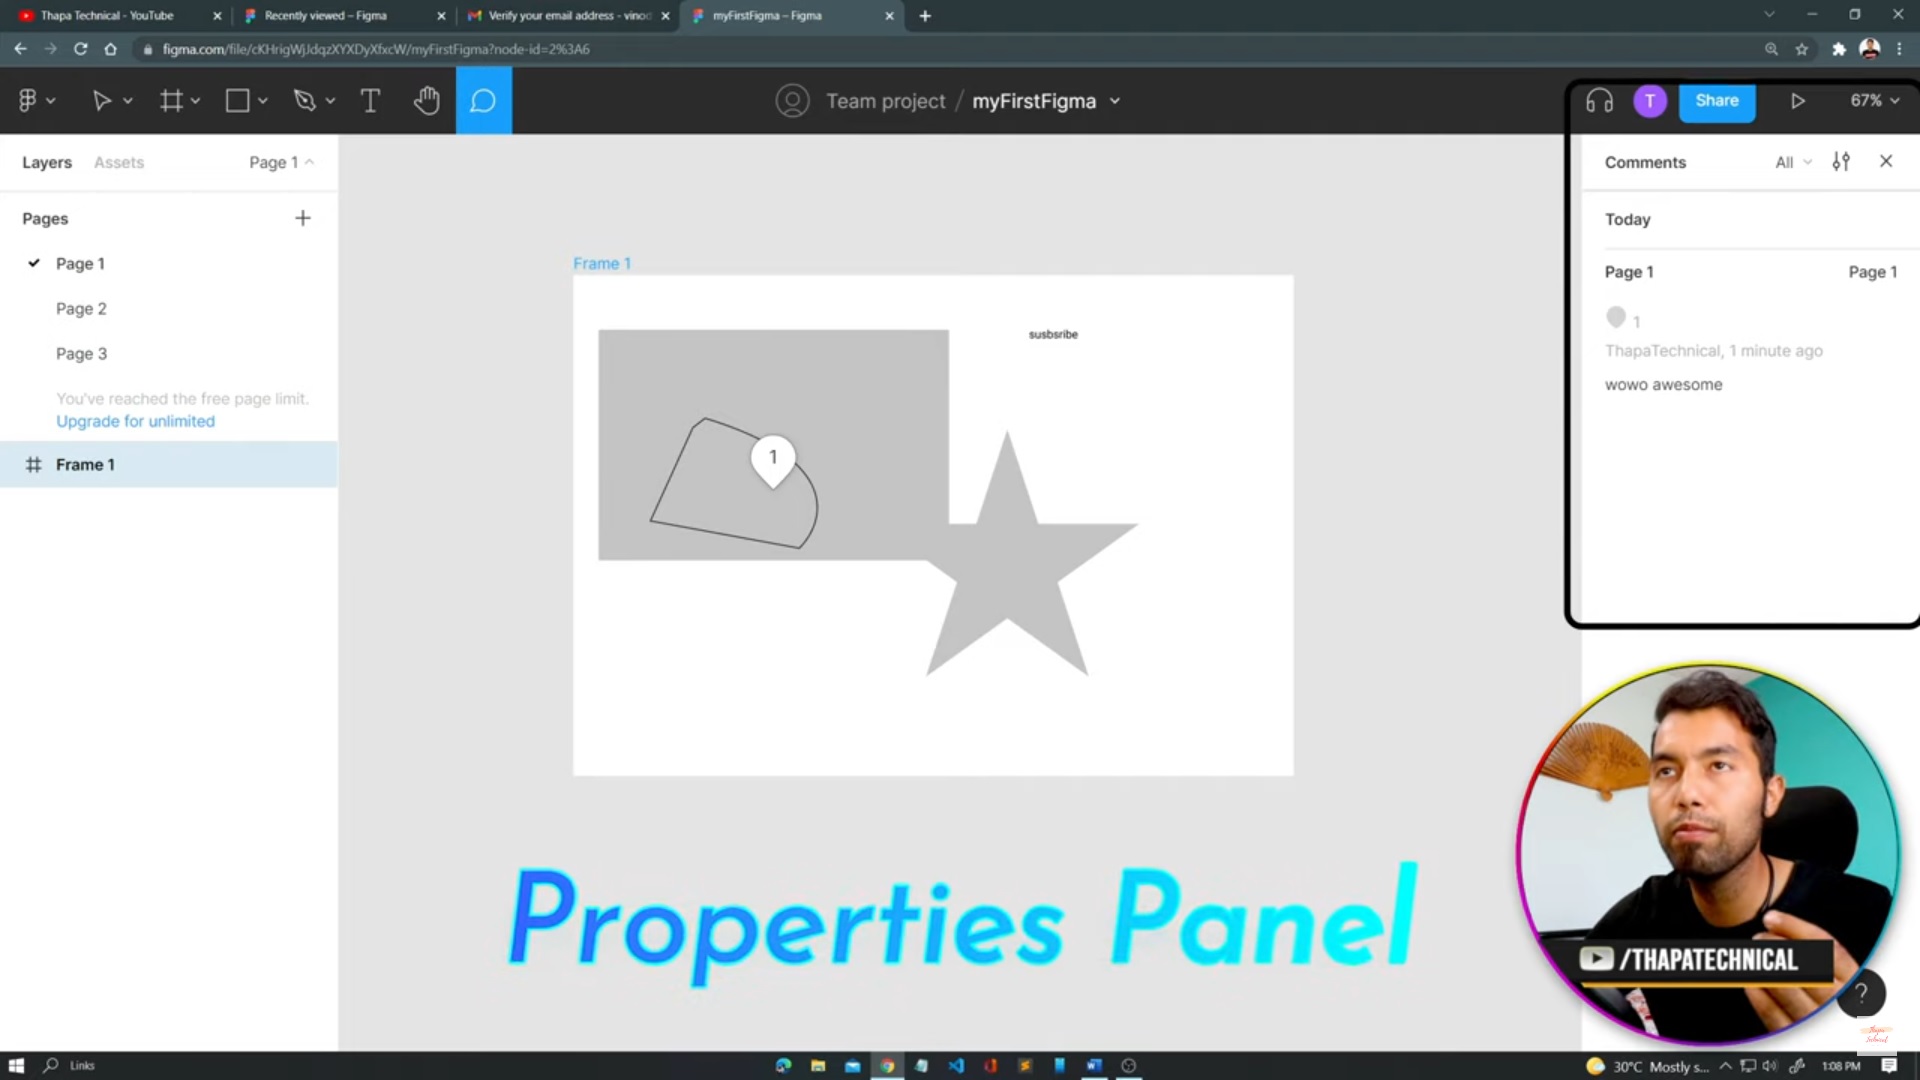 Thapa Technical - YouTube
Recently viewed – Figma
Verify your email address - vinod
myFirstFigma – Figma
figma.com/file/cKHrigWjJdqzXYXDyXfxcW/myFirstFigma?node-id=2%3A6
T
Team project / myFirstFigma
T
Share
67%
Layers
Assets
Page 1
Pages
Page 1
Page 2
Page 3
You've reached the free page limit.
Upgrade for unlimited
Frame 1
Frame 1
susbsribe
1
Comments
All
Today
Page 1
Page 1
1
ThapaTechnical, 1 minute ago
wowo awesome
Properties Panel
/THAPATECHNICAL
?
Links
30°C Mostly s...
1:08 PM